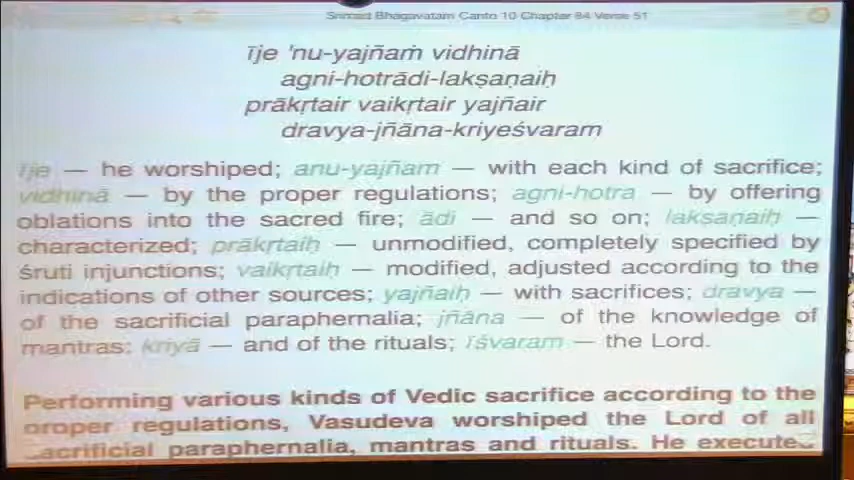 Srimad Bhagavatam Canto 10 Chapter 84 Verse 51
īje 'nu-yajñaṁ vidhinā
agni-hotrādi-lakṣaṇaiḥ
prākṛtair vaikṛtair yajñair
dravya-jñāna-kriyeśvaram
īje — he worshiped; anu-yajñam — with each kind of sacrifice;
vidhinā — by the proper regulations; agni-hotra — by offering
oblations into the sacred fire; ādi — and so on; lakṣaṇaiḥ —
characterized; prākṛtaiḥ — unmodified, completely specified by
śruti injunctions; vaikṛtaiḥ — modified, adjusted according to the
indications of other sources; yajñaiḥ — with sacrifices; dravya —
of the sacrificial paraphernalia; jñāna — of the knowledge of
mantras; kriyā — and of the rituals; īśvaram — the Lord.
Performing various kinds of Vedic sacrifice according to the
proper regulations, Vasudeva worshiped the Lord of all
sacrificial paraphernalia, mantras and rituals. He executed